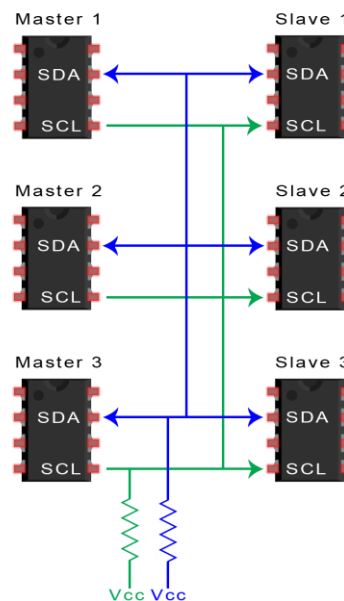 Master 1 Slave 1
SDA SDA
SCL SCL
Master 2 Slave 2
SDA SDA
SCL SCL
Master 3 Slave 3
SDA SDA
SCL SCL
Vcc Vcc